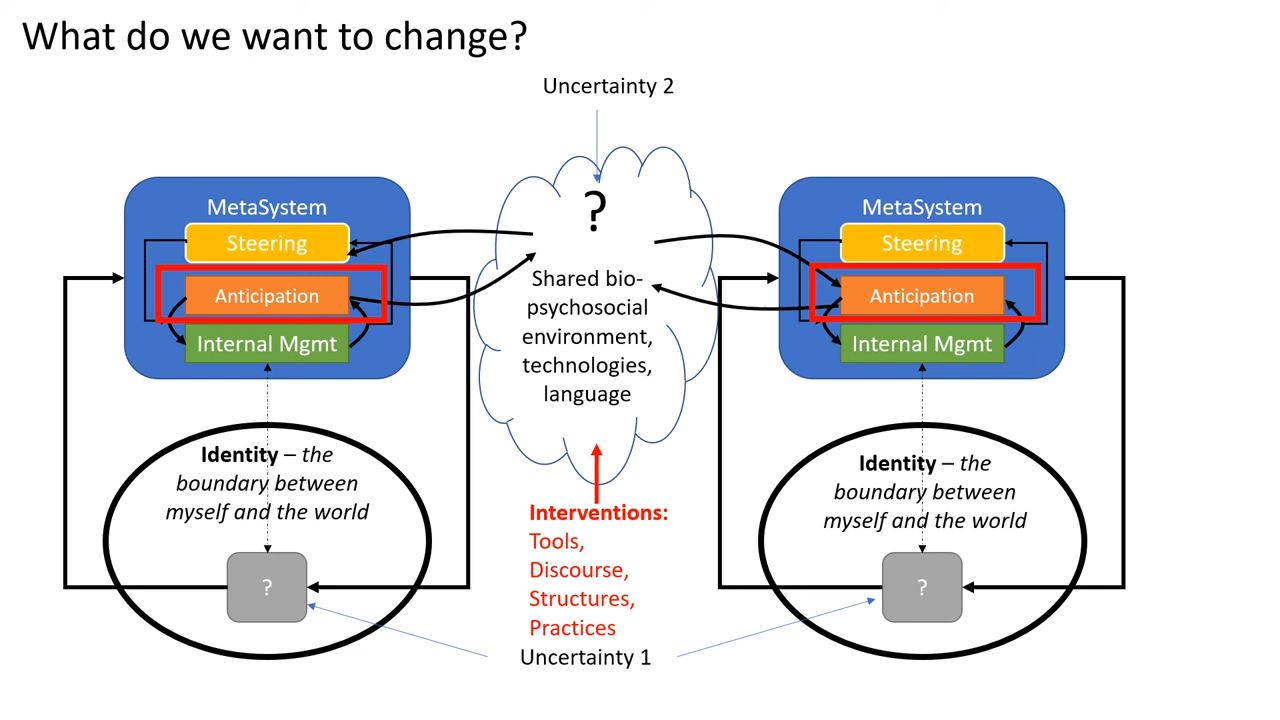 What do we want to change?
Uncertainty 2
MetaSystem
Steering
Anticipation
Internal Mgmt
?
Shared bio-
psychosocial
environment,
technologies,
language
MetaSystem
Steering
Anticipation
Internal Mgmt
Identity – the
boundary between
myself and the world
?
Interventions:
Tools,
Discourse,
Structures,
Practices
Uncertainty 1
Identity – the
boundary between
myself and the world
?